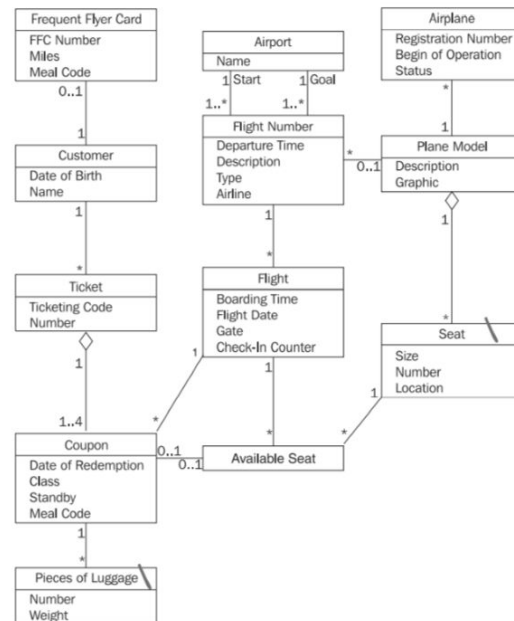 Frequent Flyer Card
FFC Number
Miles
Meal Code
0..1
1
Customer
Date of Birth
Name
1
*
Ticket
Ticketing Code
Number
1
1..4
Coupon
Date of Redemption
Class
Standby
Meal Code
1
*
Pieces of Luggage
Number
Weight
Airport
Name
1 Start
1 Goal
1..*
1..*
Flight Number
Departure Time
Description
Type
Airline
*
0..1
1
*
Flight
Boarding Time
Flight Date
Gate
Check-In Counter
1
*
1
*
0..1
0..1
Available Seat
Airplane
Registration Number
Begin of Operation
Status
*
1
Plane Model
Description
Graphic
1
*
Seat
Size
Number
Location
1
*